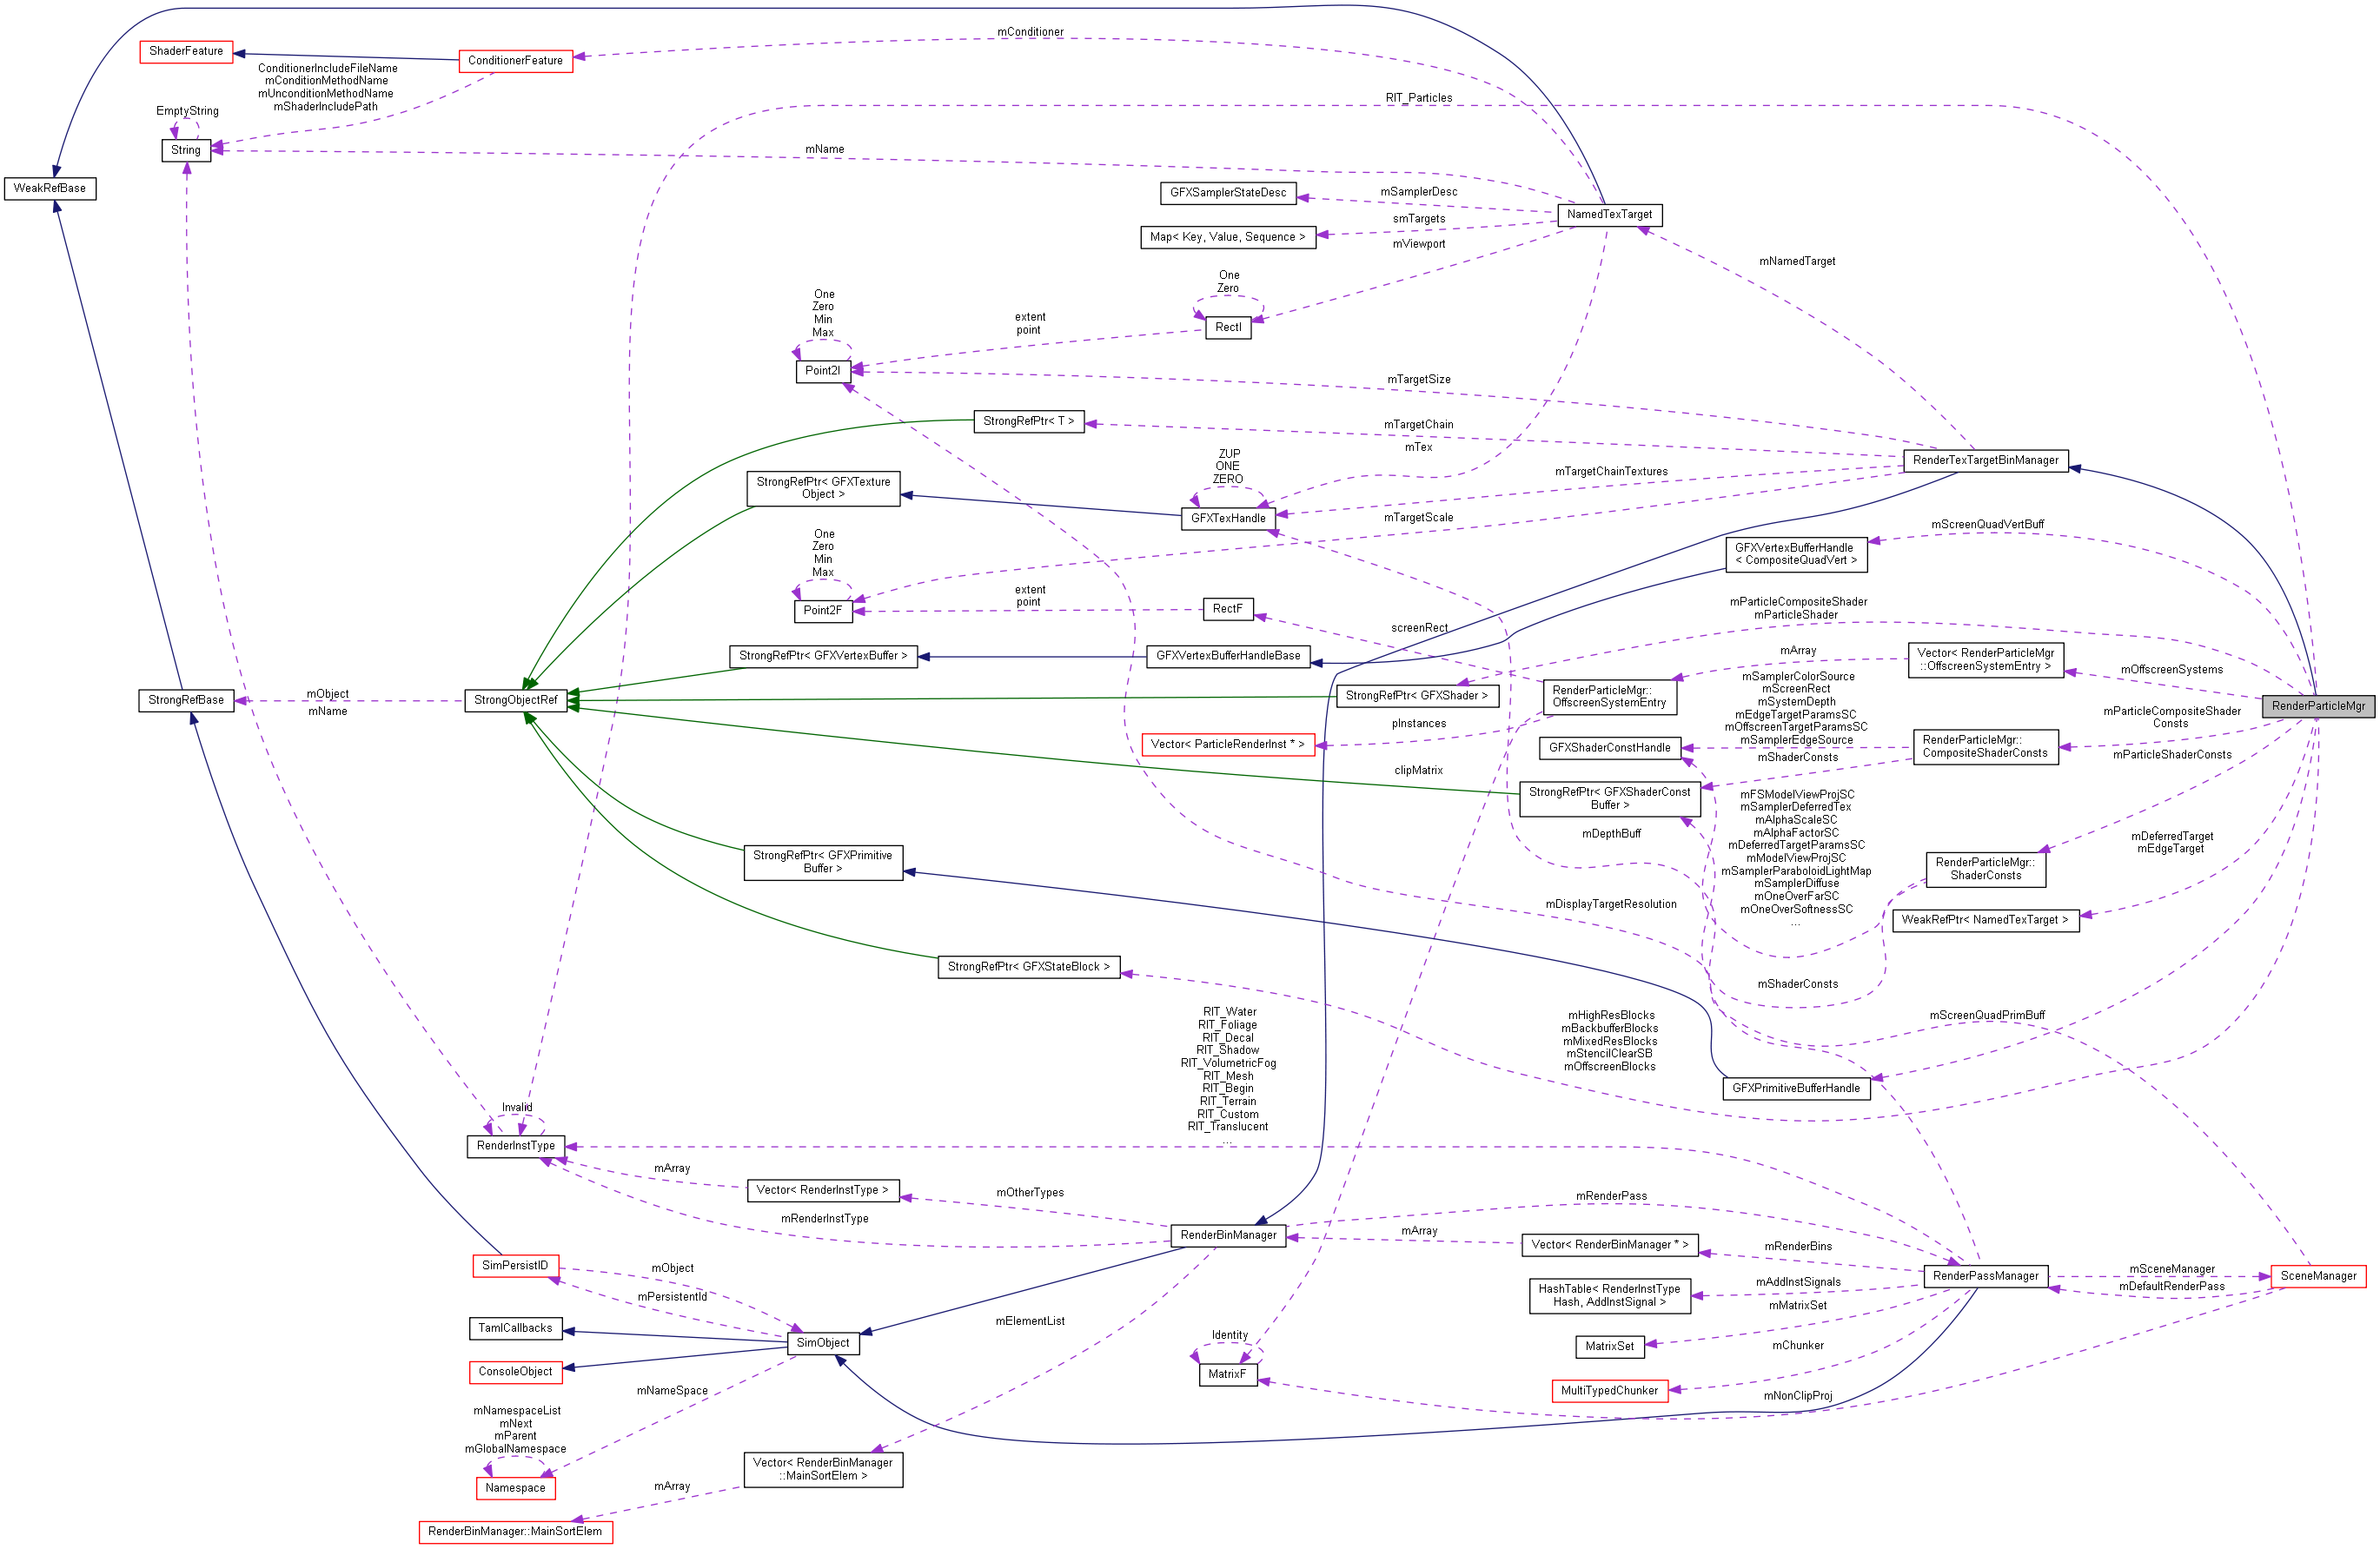 mConditioner
ShaderFeature
ConditionerFeature
ConditionerIncludeFileName
mConditionMethodName
mUnconditionMethodName
mShaderIncludePath
RIT_Particles
EmptyString
String
mName
WeakRefBase
GFXSamplerStateDesc
mSamplerDesc
NamedTexTarget
smTargets
Map< Key, Value, Sequence >
mViewport
mNamedTarget
One
Zero
RectI
extent
point
One
Zero
Min
Max
Point2I
mTargetSize
StrongRefPtr< T >
mTargetChain
mTex
RenderTexTargetBinManager
ZUP
ONE
ZERO
mTargetChainTextures
StrongRefPtr< GFXTexture
Object >
GFXTexHandle
mTargetScale
mScreenQuadVertBuff
GFXVertexBufferHandle
< CompositeQuadVert >
One
Zero
Min
Max
Point2F
extent
point
RectF
mParticleCompositeShader
mParticleShader
screenRect
StrongRefPtr< GFXVertexBuffer >
GFXVertexBufferHandleBase
mArray
Vector< RenderParticleMgr
::OffscreenSystemEntry >
mOffscreenSystems
StrongRefBase
mObject
mName
StrongObjectRef
StrongRefPtr< GFXShader >
RenderParticleMgr::
OffscreenSystemEntry
mSamplerColorSource
mScreenRect
mSystemDepth
mEdgeTargetParamsSC
mOffscreenTargetParamsSC
mSamplerEdgeSource
RenderParticleMgr
mParticleCompositeShader
Consts
pInstances
Vector< ParticleRenderInst * >
GFXShaderConstHandle
RenderParticleMgr::
CompositeShaderConsts
mShaderConsts
mParticleShaderConsts
clipMatrix
StrongRefPtr< GFXShaderConst
Buffer >
mFSModelViewProjSC
mSamplerDeferredTex
mAlphaScaleSC
mAlphaFactorSC
mDeferredTargetParamsSC
mModelViewProjSC
mSamplerParaboloidLightMap
mSamplerDiffuse
mOneOverFarSC
mOneOverSoftnessSC
...
mDepthBuff
mDeferredTarget
mEdgeTarget
StrongRefPtr< GFXPrimitive
Buffer >
RenderParticleMgr::
ShaderConsts
mDisplayTargetResolution
WeakRefPtr< NamedTexTarget >
StrongRefPtr< GFXStateBlock >
mShaderConsts
RIT_Water
RIT_Foliage
RIT_Decal
RIT_Shadow
RIT_VolumetricFog
RIT_Mesh
RIT_Begin
RIT_Terrain
RIT_Custom
RIT_Translucent
...
mHighResBlocks
mBackbufferBlocks
mMixedResBlocks
mStencilClearSB
mOffscreenBlocks
mScreenQuadPrimBuff
GFXPrimitiveBufferHandle
Invalid
RenderInstType
mArray
Vector< RenderInstType >
mOtherTypes
mRenderInstType
mRenderPass
RenderBinManager
mArray
Vector< RenderBinManager * >
mRenderBins
SimPersistID
mObject
mPersistentId
RenderPassManager
mSceneManager
SceneManager
mDefaultRenderPass
HashTable< RenderInstType
Hash, AddInstSignal >
mAddInstSignals
mMatrixSet
TamlCallbacks
SimObject
mElementList
Identity
MatrixF
MatrixSet
mChunker
ConsoleObject
mNameSpace
MultiTypedChunker
mNonClipProj
mNamespaceList
mNext
mParent
mGlobalNamespace
Namespace
Vector< RenderBinManager
::MainSortElem >
mArray
RenderBinManager::MainSortElem